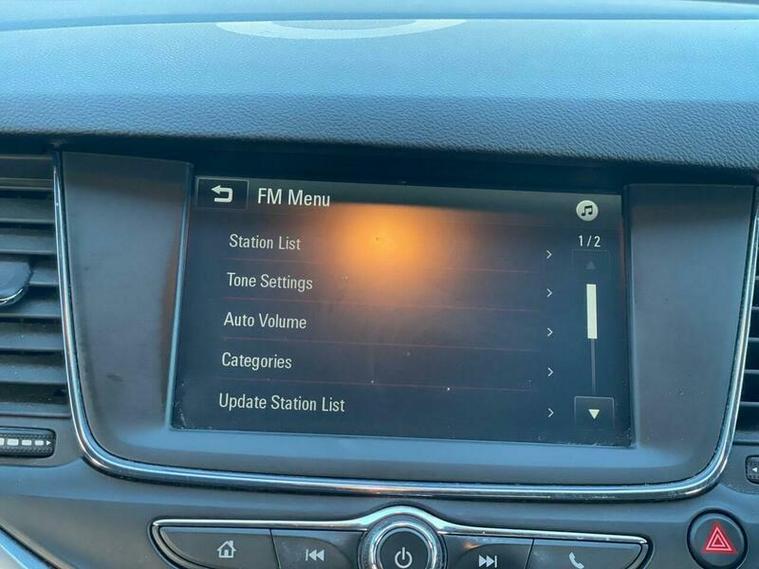 FM Menu
1/2
Station List
Tone Settings
Auto Volume
Categories
Update Station List